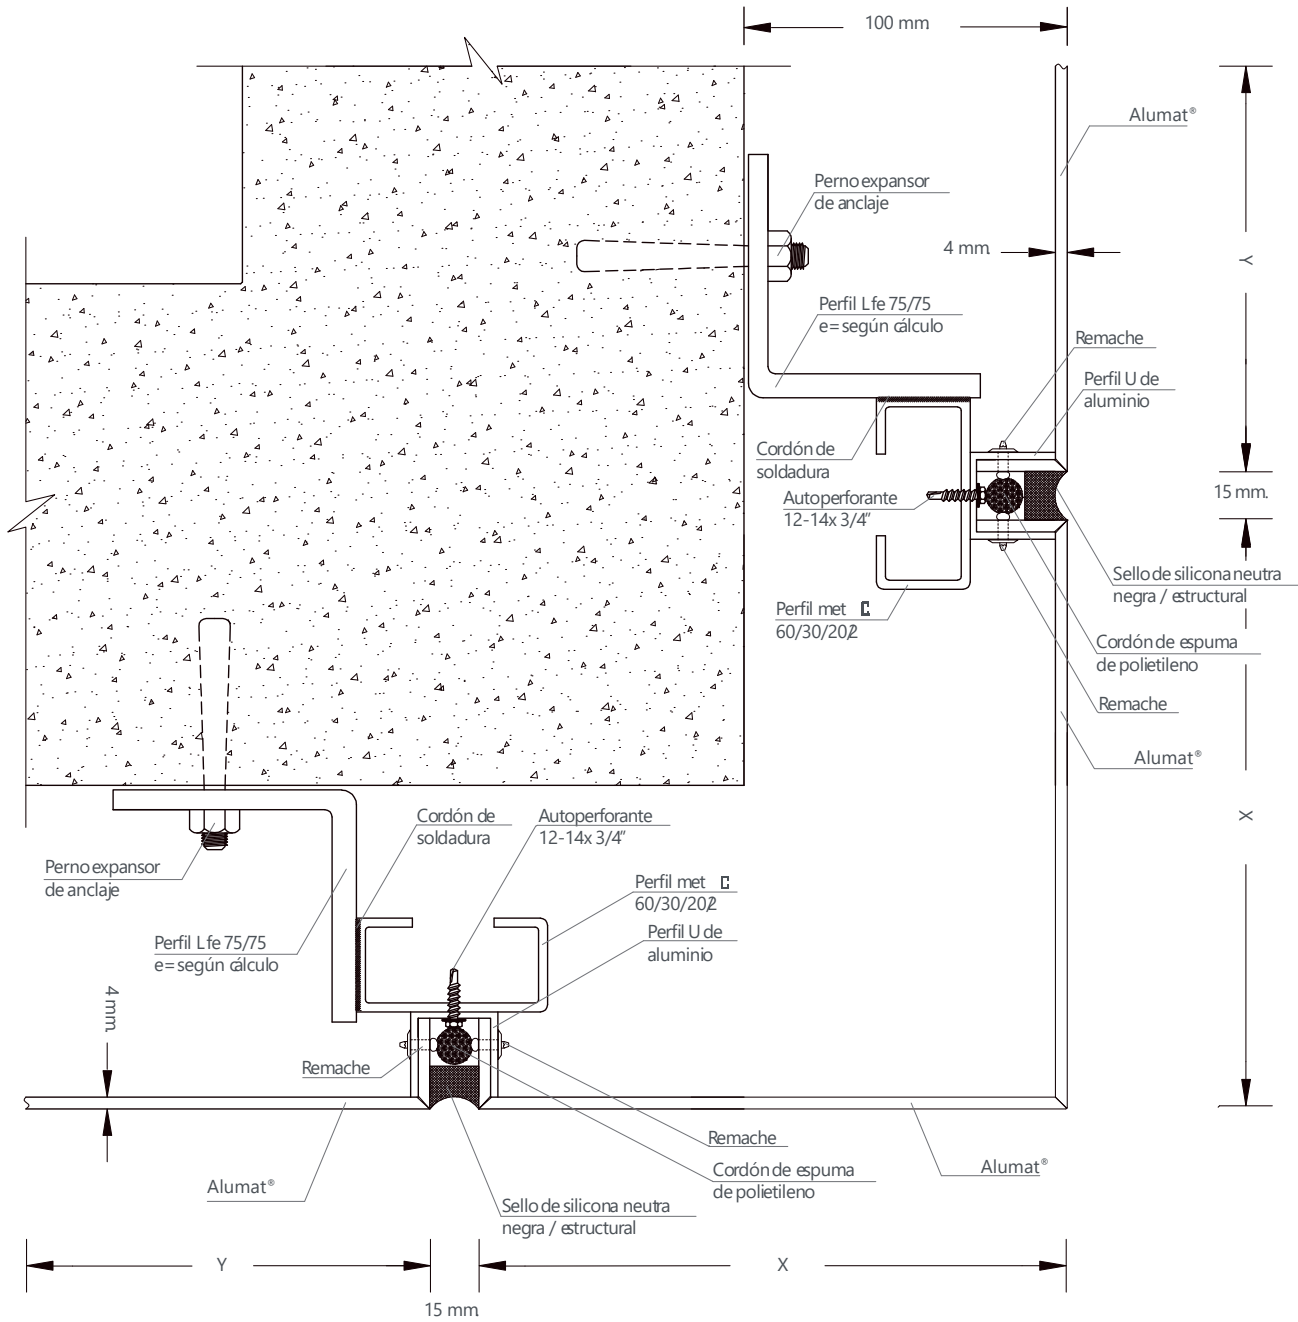 100 mm.
Alumat®
Perno expansor
de anclaje
4 mm.
Y
Perfil L fe 75/75
e= según cálculo
Remache
Perfil U de
aluminio
Cordón de
soldadura
Autoperforante
12-14x 3/4"
15 mm.
Sello de silicona neutra
negra / estructural
Perfil met
60/30/20/2
Cordón de espuma
de polietileno
Remache
Alumat®
X
Cordón de
soldadura
Autoperforante
12-14x 3/4"
Perno expansor
de anclaje
Perfil met
60/30/20/2
Perfil U de
aluminio
Perfil L fe 75/75
e= según cálculo
4 mm.
Remache
Remache
Cordón de espuma
de polietileno
Alumat®
Alumat®
Sello de silicona neutra
negra / estructural
Y
X
15 mm.